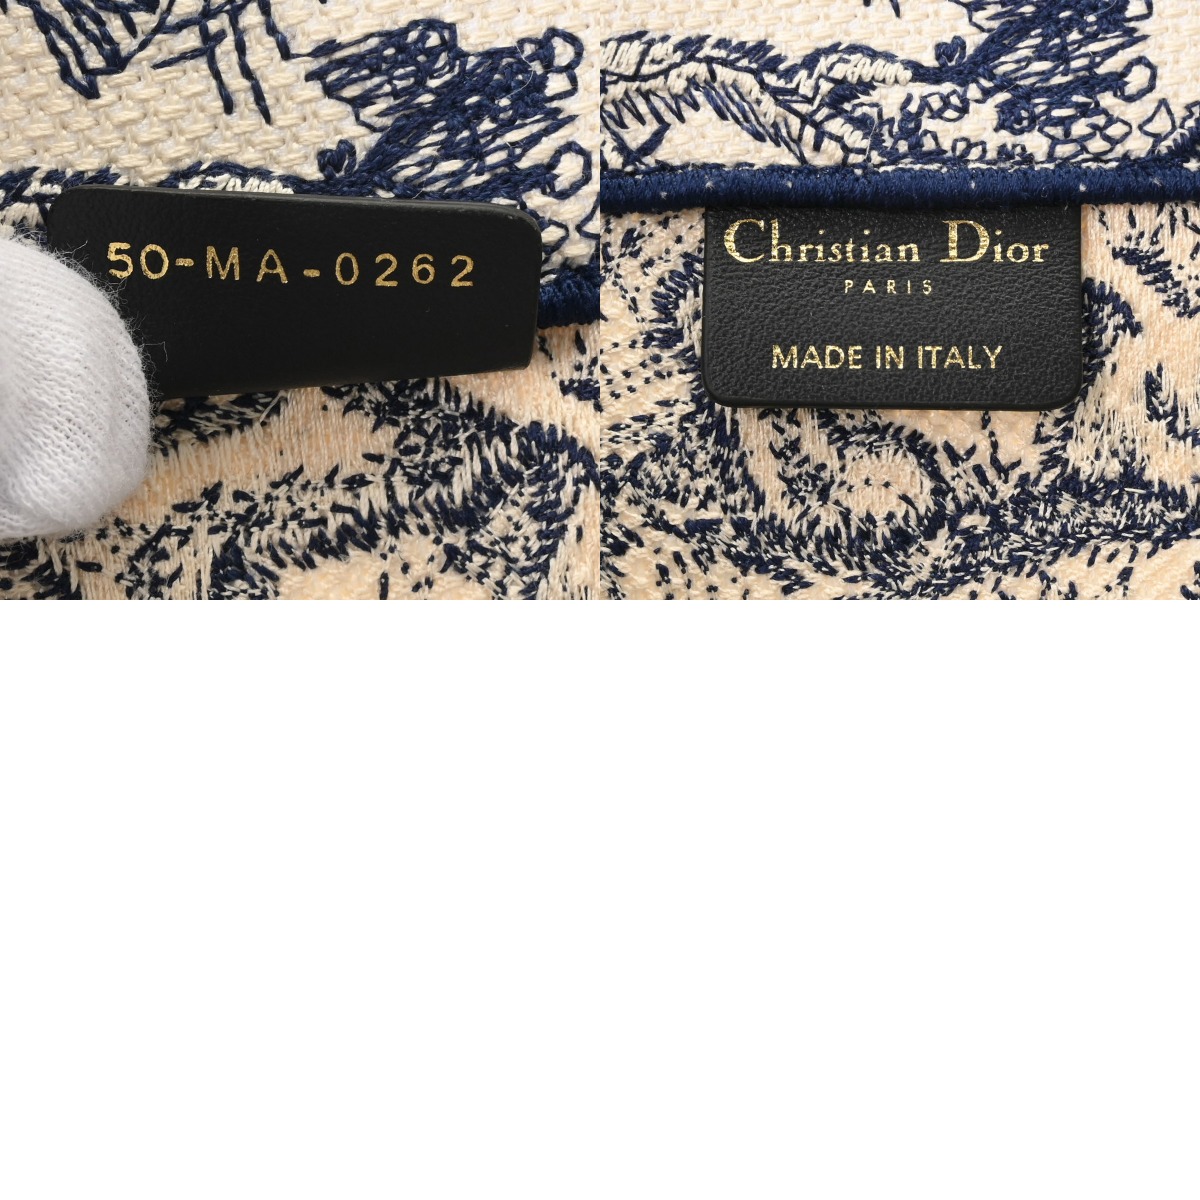 50-MA-0262
Christian Dior
PARIS
MADE IN ITALY